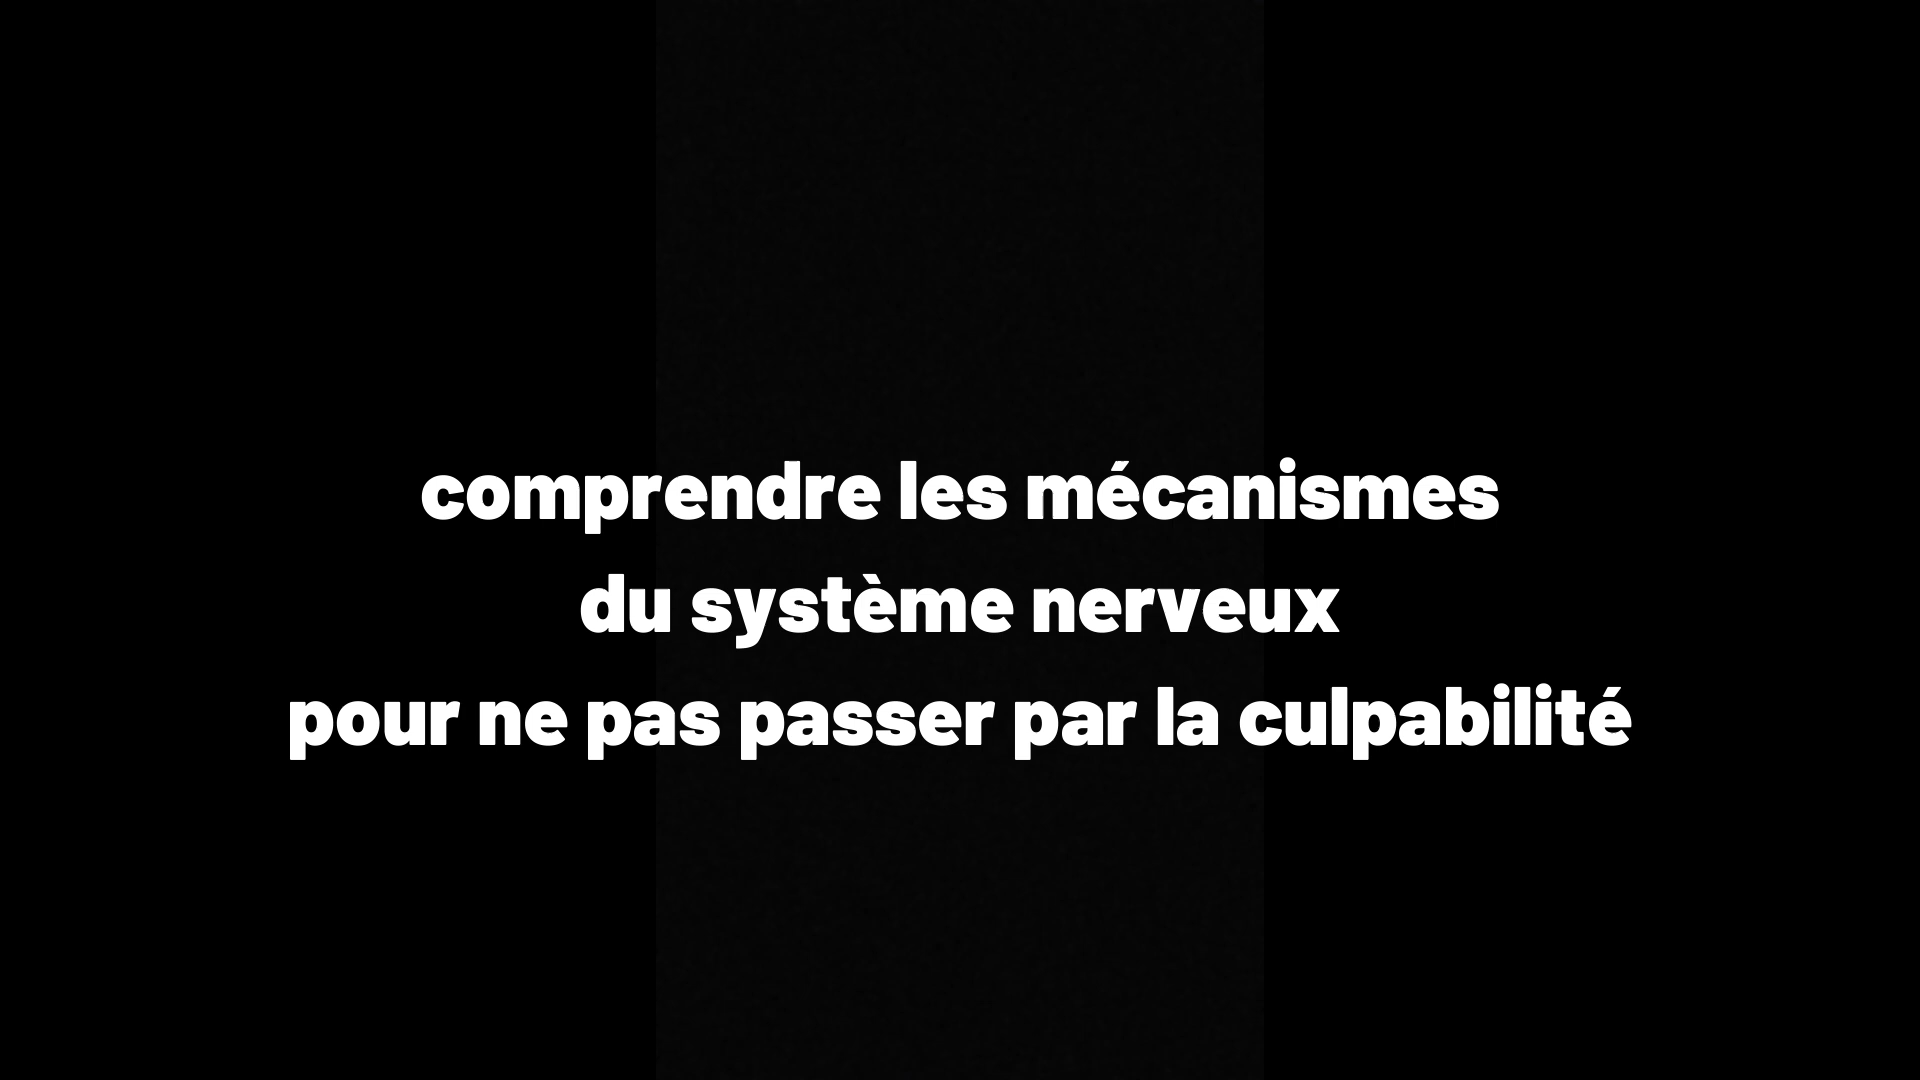 comprendre les mécanismes
du système nerveux
pour ne pas passer par la culpabilité